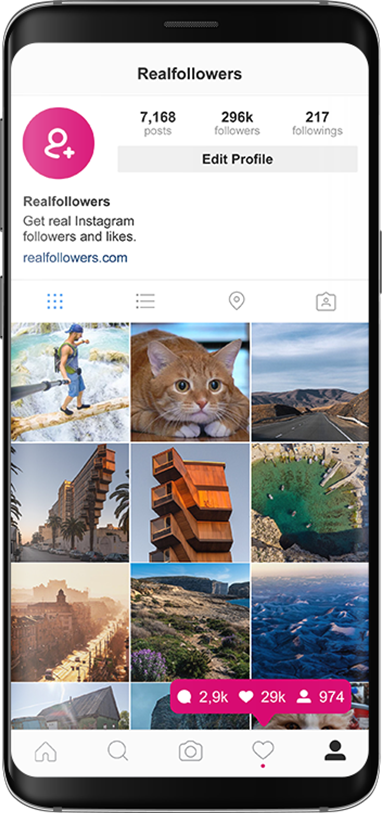 Realfollowers
7,168 296k 217
posts followers followings
Edit Profile
Realfollowers
Get real Instagram
followers and likes.
realfollowers.com
2,9k 29k 974